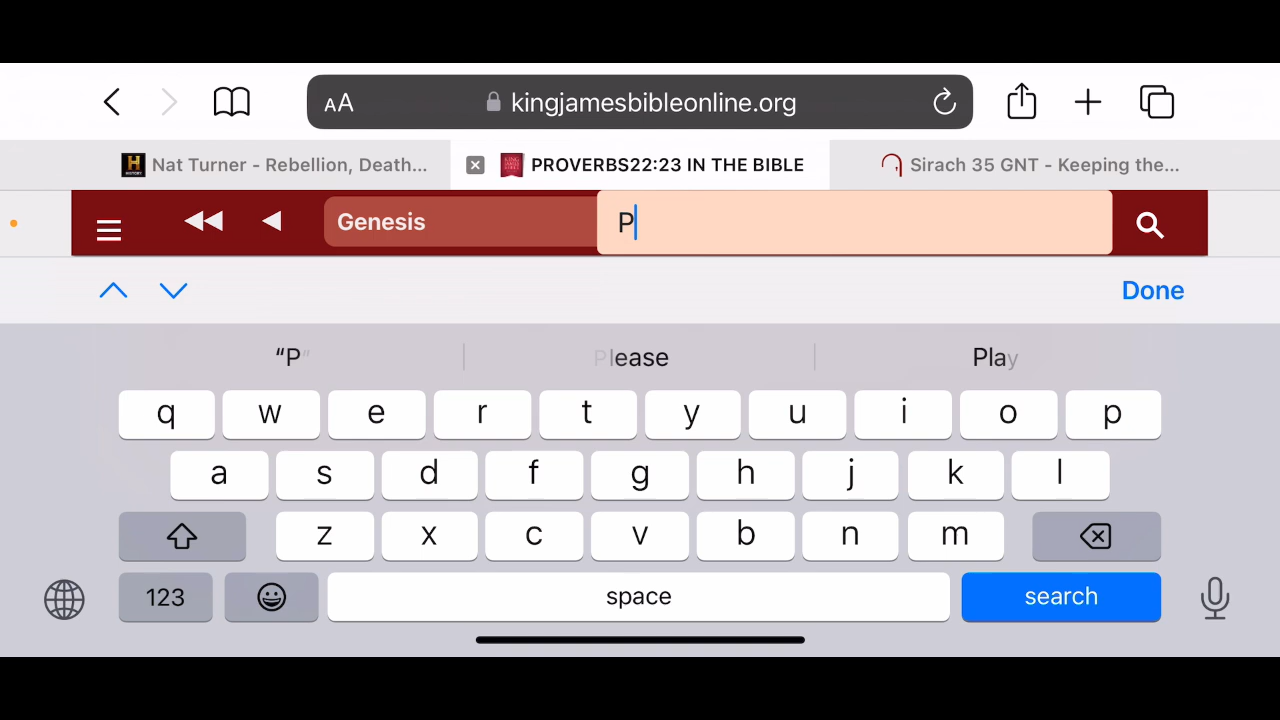 AA kingjamesbibleonline.org
H HISTORY Nat Turner - Rebellion, Death... PROVERBS22:23 IN THE BIBLE Sirach 35 GNT - Keeping the...
Genesis P
Done
“P” Please Play
q w e r t y u i o p
a s d f g h j k l
z x c v b n m
123 space search